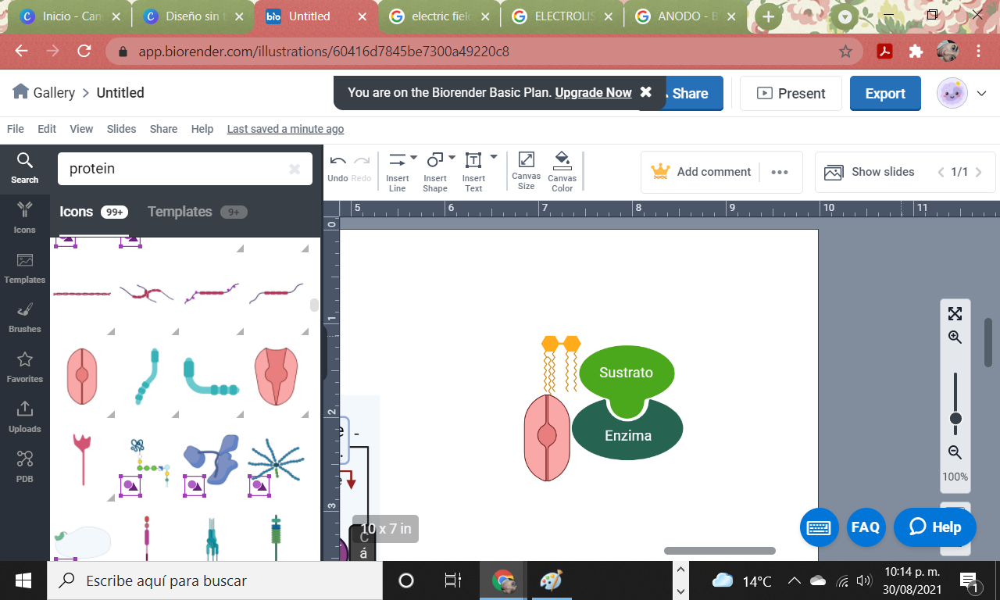 Inicio - Can
Diseño sin t
bio Untitled
electric fiel
ELECTROLIS
ANODO - B
app.biorender.com/illustrations/60416d7845be7300a49220c8
Gallery > Untitled
You are on the Biorender Basic Plan. Upgrade Now
Share
Present
Export
File Edit View Slides Share Help Last saved a minute ago
Search
protein
Undo Redo
Insert Line
Insert Shape
Insert Text
Canvas Size
Canvas Color
Add comment
Show slides
1/1
Icons 99+
Templates 9+
Icons
Templates
Brushes
Favorites
Uploads
PDB
5 6 7 8 9 10 11
0
1
2
3
Sustrato
Enzima
e -
.
e
10 x 7 in
C
á
100%
FAQ
Help
Escribe aquí para buscar
14°C
10:14 p. m.
30/08/2021
1